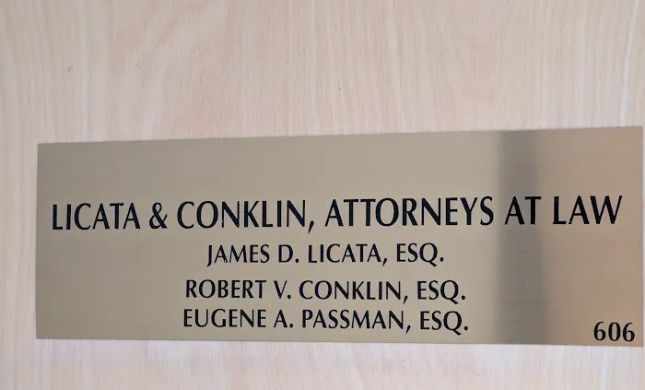 LICATA & CONKLIN, ATTORNEYS AT LAW
JAMES D. LICATA, ESQ.
ROBERT V. CONKLIN, ESQ.
EUGENE A. PASSMAN, ESQ.
606